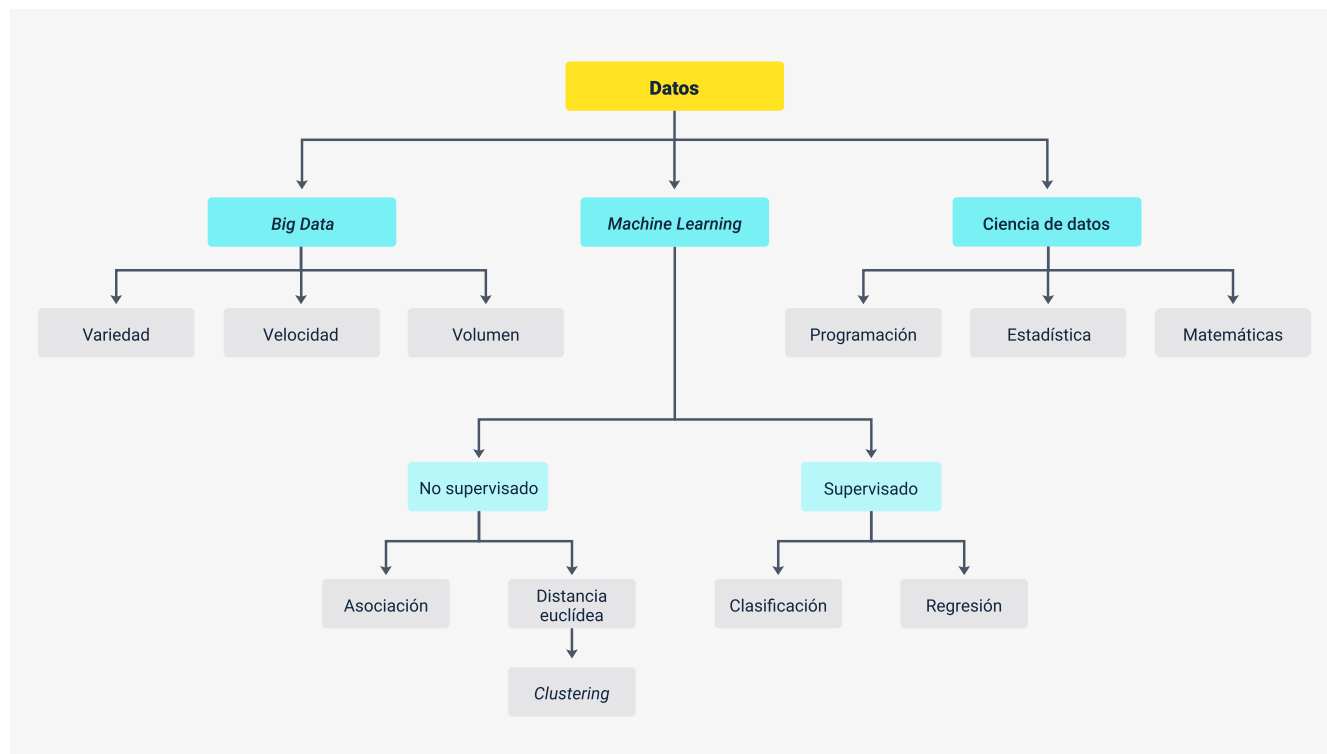 Datos
Big Data
Machine Learning
Ciencia de datos
Variedad
Velocidad
Volumen
Programación
Estadística
Matemáticas
No supervisado
Supervisado
Asociación
Distancia
euclídea
Clasificación
Regresión
Clustering